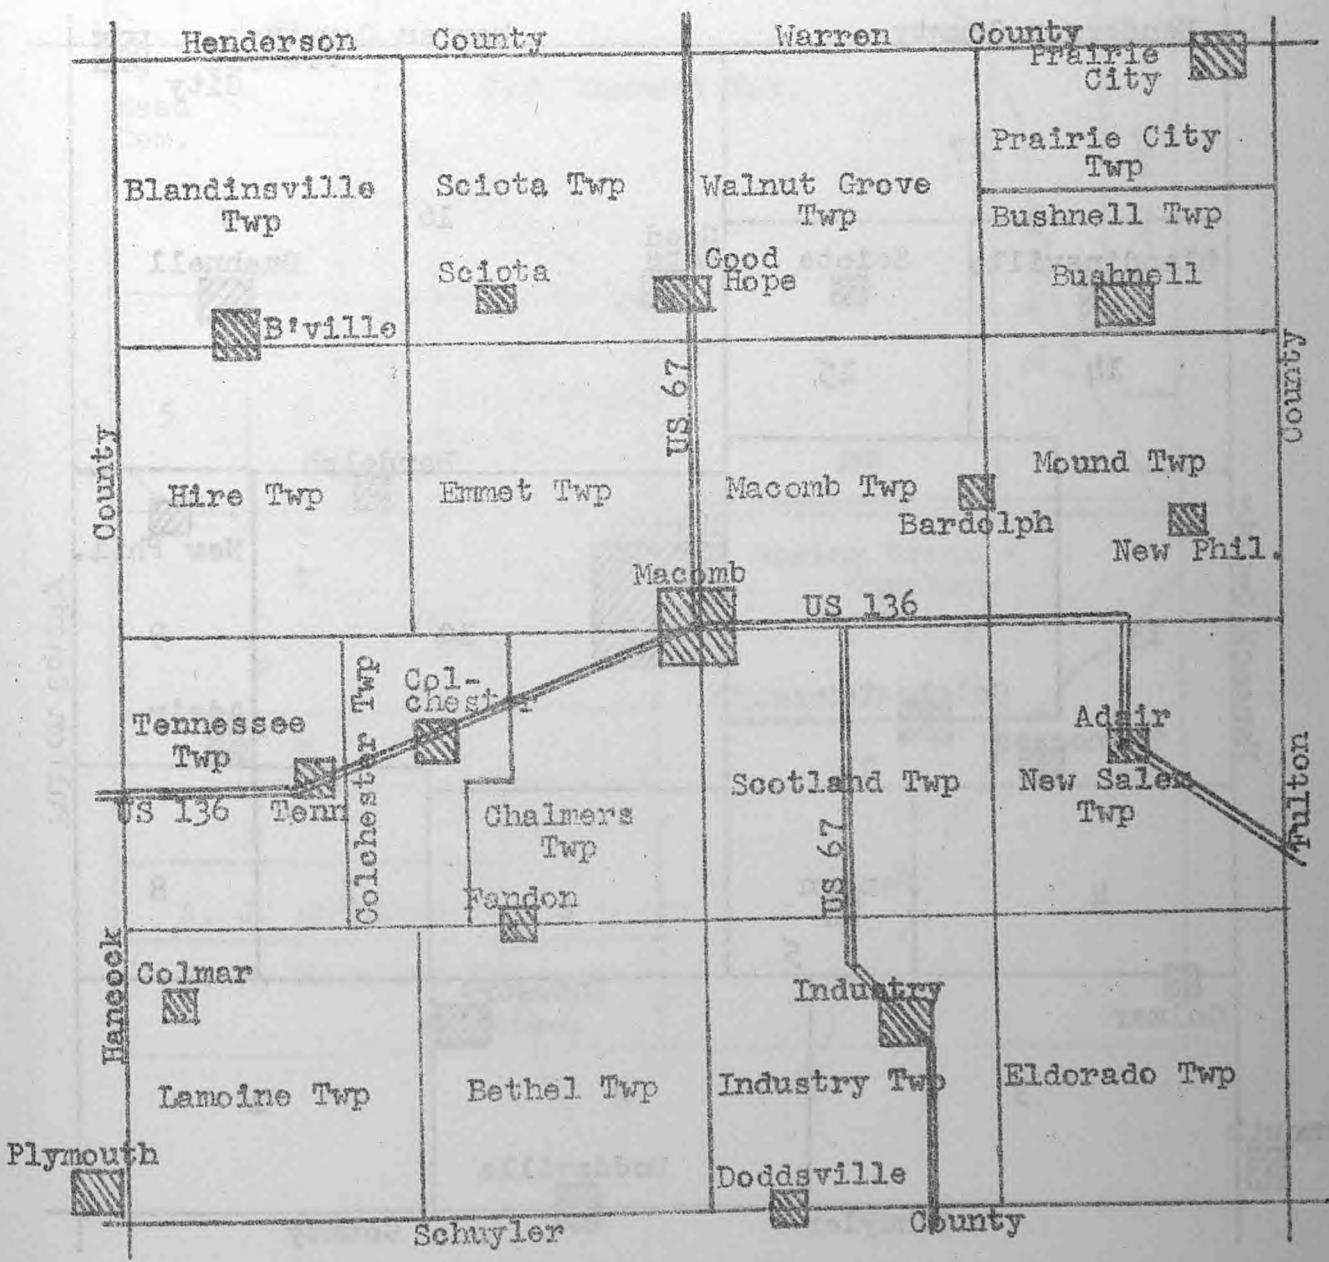 Henderson County Warren County
Prairie
City
Prairie City
Twp
Blandinsville
Twp
Sciota Twp
Walnut Grove
Twp
Bushnell Twp
Sciota
Good
Hope
Bushnell
B'ville
US 67
County
County
Hire Twp
Emmet Twp
Macomb Twp
Mound Twp
Bardolph
New Phil.
Macomb
US 136
Colchester Twp
Col-
chester
Tennessee
Twp
Adair
Scotland Twp
New Salem
Twp
Fulton
US 136
Tenn
Chalmers
Twp
US 67
Fandon
Hancock
Colmar
Industry
Lamoine Twp
Bethel Twp
Industry Twp
Eldorado Twp
Plymouth
Doddsville
Schuyler County